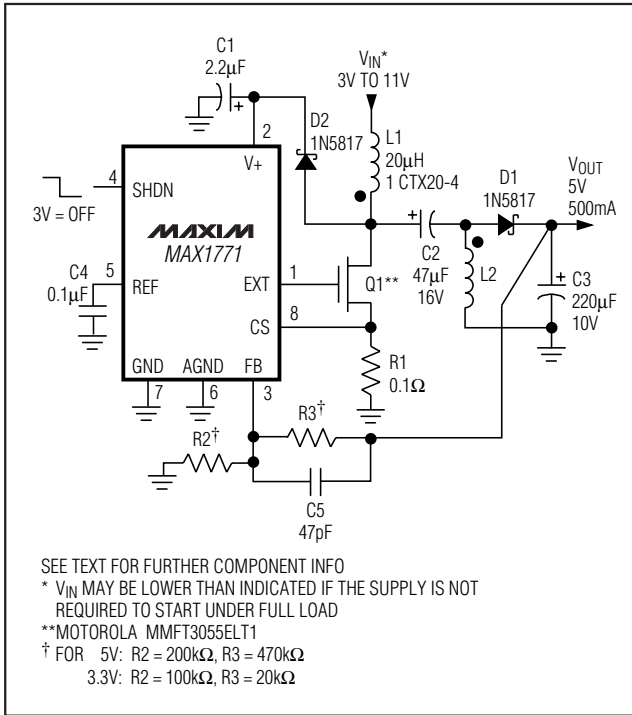 C1
2.2µF
VIN*
3V TO 11V
D2
1N5817
L1
20µH
1 CTX20-4
2
V+
4
SHDN
3V = OFF
MAXIM
MAX1771
D1
1N5817
VOUT
5V
500mA
C2
47µF
16V
L2
C3
220µF
10V
C4
0.1µF
5
REF
EXT
1
Q1**
CS
8
R1
0.1Ω
GND
AGND
FB
7
6
3
R2†
R3†
C5
47pF
SEE TEXT FOR FURTHER COMPONENT INFO
* VIN MAY BE LOWER THAN INDICATED IF THE SUPPLY IS NOT
REQUIRED TO START UNDER FULL LOAD
**MOTOROLA MMFT3055ELT1
† FOR 5V: R2 = 200kΩ, R3 = 470kΩ
3.3V: R2 = 100kΩ, R3 = 20kΩ